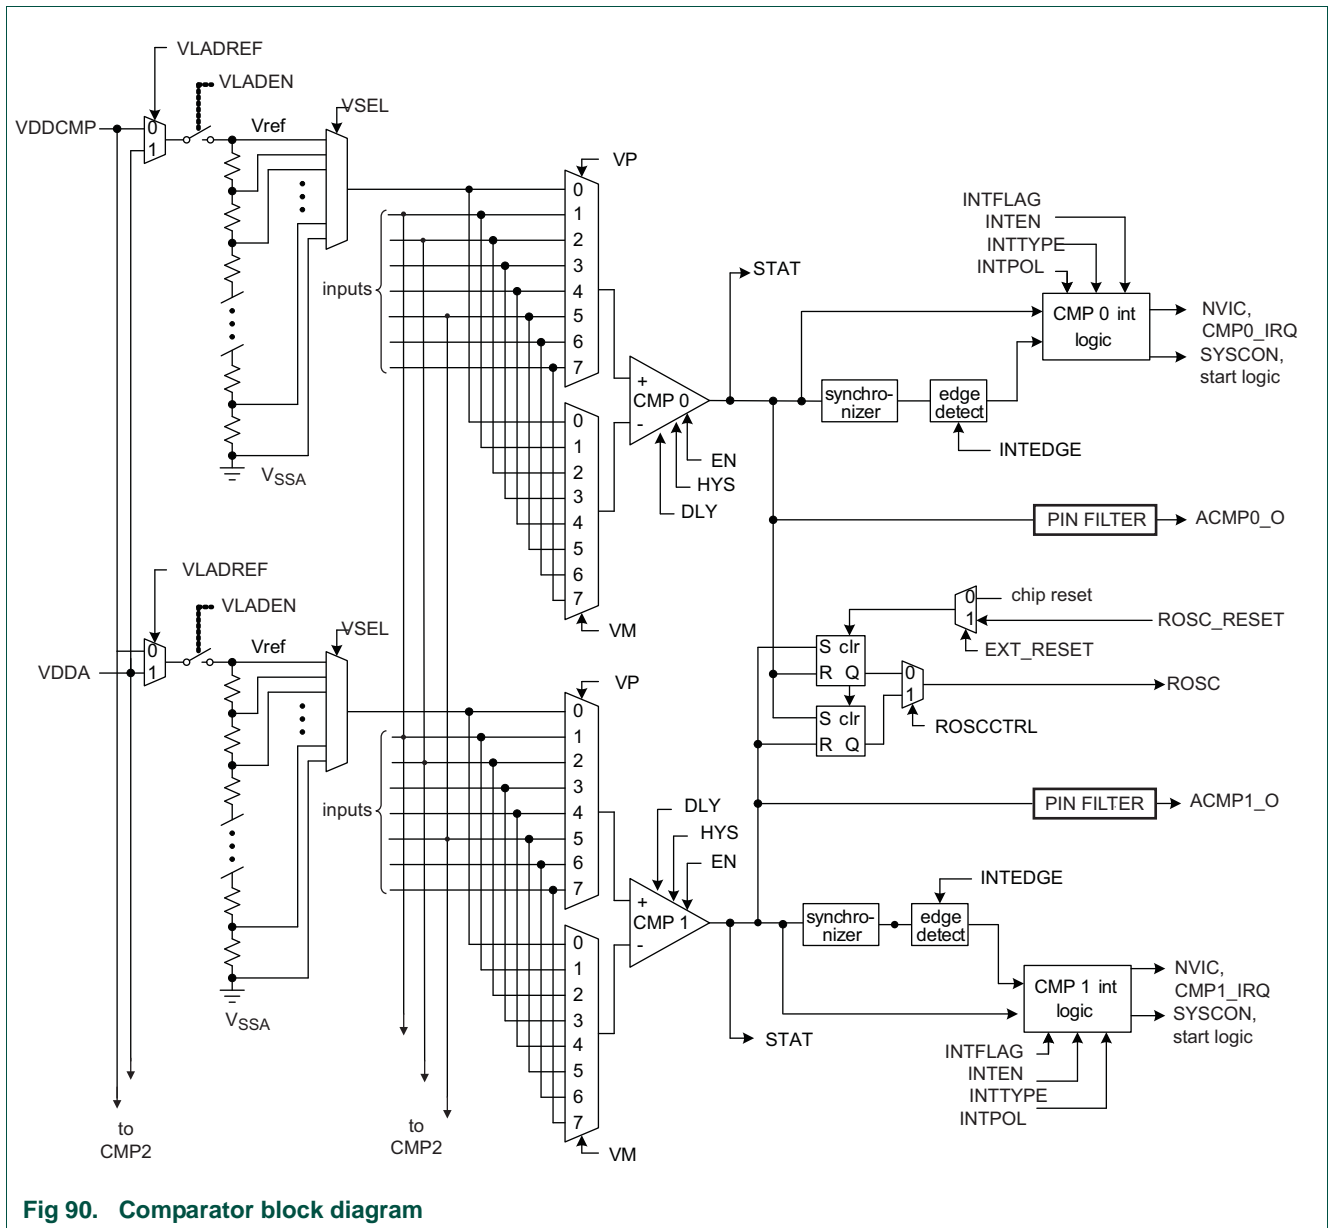 VLADREF
VLADEN
VSEL
VDDCMP
0
1
Vref
VP
0
1
2
3
4
5
6
7
inputs
VSSA
+
CMP 0
-
EN
HYS
DLY
0
1
2
3
4
5
6
7
VM
STAT
synchro-
nizer
edge
detect
INTEDGE
INTFLAG
INTEN
INTTYPE
INTPOL
CMP 0 int
logic
NVIC,
CMP0_IRQ
SYSCON,
start logic
PIN FILTER
ACMP0_O
0
1
chip reset
ROSC_RESET
EXT_RESET
S clr
R Q
S clr
R Q
0
1
ROSC
ROSCCTRL
PIN FILTER
ACMP1_O
VLADREF
VLADEN
VSEL
VDDA
0
1
Vref
VP
0
1
2
3
4
5
6
7
inputs
VSSA
DLY
HYS
EN
+
CMP 1
-
0
1
2
3
4
5
6
7
VM
STAT
synchro-
nizer
edge
detect
INTEDGE
CMP 1 int
logic
NVIC,
CMP1_IRQ
SYSCON,
start logic
INTFLAG
INTEN
INTTYPE
INTPOL
to
CMP2
to
CMP2
Fig 90. Comparator block diagram